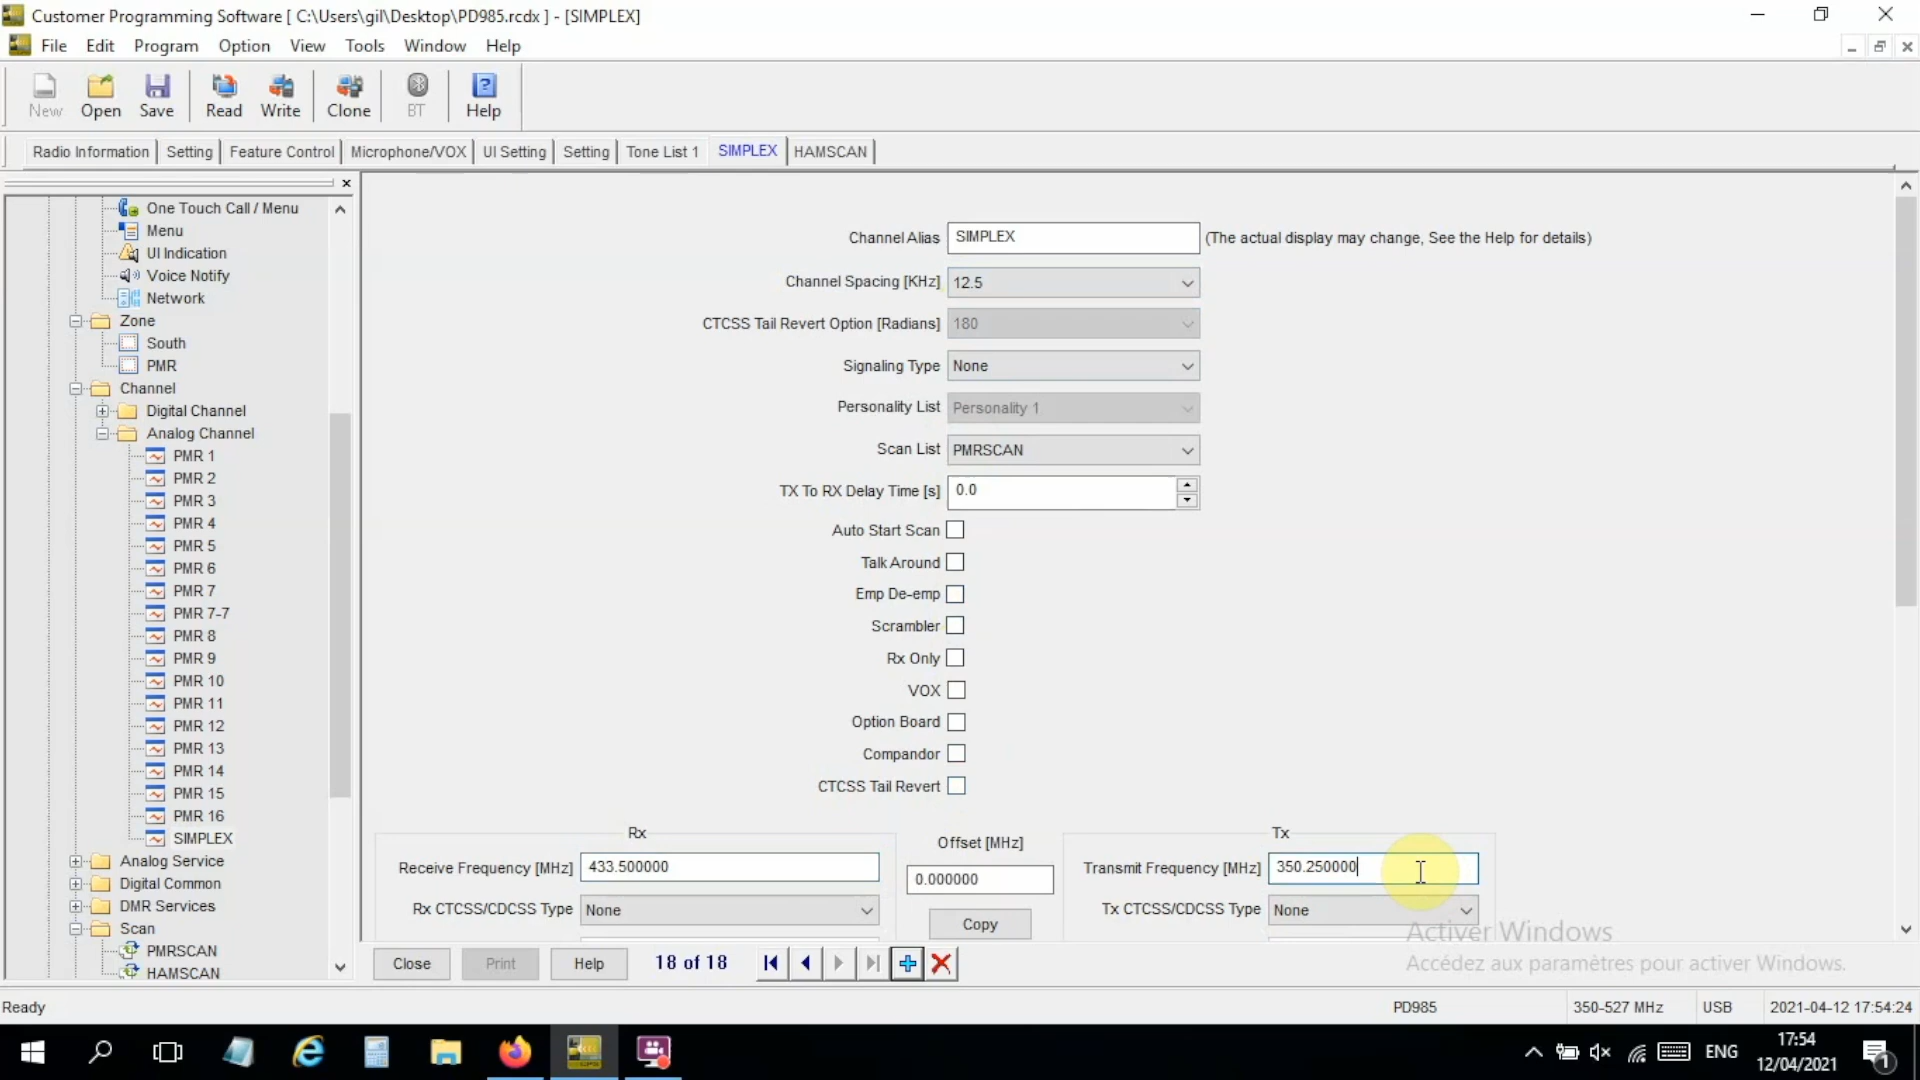 Customer Programming Software [ C:\Users\gil\Desktop\PD985.rcdx ] - [SIMPLEX]
File Edit Program Option View Tools Window Help
New Open Save Read Write Clone BT Help
Radio Information Setting Feature Control Microphone/VOX UI Setting Setting Tone List 1 SIMPLEX HAMSCAN
One Touch Call / Menu
Menu
UI Indication
Voice Notify
Network
Zone
South
PMR
Channel
Digital Channel
Analog Channel
PMR 1
PMR 2
PMR 3
PMR 4
PMR 5
PMR 6
PMR 7
PMR 7-7
PMR 8
PMR 9
PMR 10
PMR 11
PMR 12
PMR 13
PMR 14
PMR 15
PMR 16
SIMPLEX
Analog Service
Digital Common
DMR Services
Scan
PMRSCAN
HAMSCAN
Channel Alias SIMPLEX (The actual display may change, See the Help for details)
Channel Spacing [KHz] 12.5
CTCSS Tail Revert Option [Radians] 180
Signaling Type None
Personality List Personality 1
Scan List PMRSCAN
TX To RX Delay Time [s] 0.0
Auto Start Scan
Talk Around
Emp De-emp
Scrambler
Rx Only
VOX
Option Board
Compandor
CTCSS Tail Revert
Rx
Receive Frequency [MHz] 433.500000
Rx CTCSS/CDCSS Type None
Offset [MHz]
0.000000
Copy
Tx
Transmit Frequency [MHz] 350.250000
Tx CTCSS/CDCSS Type None
Activer Windows
Accédez aux paramètres pour activer Windows.
Close Print Help 18 of 18
Ready PD985 350-527 MHz USB 2021-04-12 17:54:24
ENG 17:54
12/04/2021
1